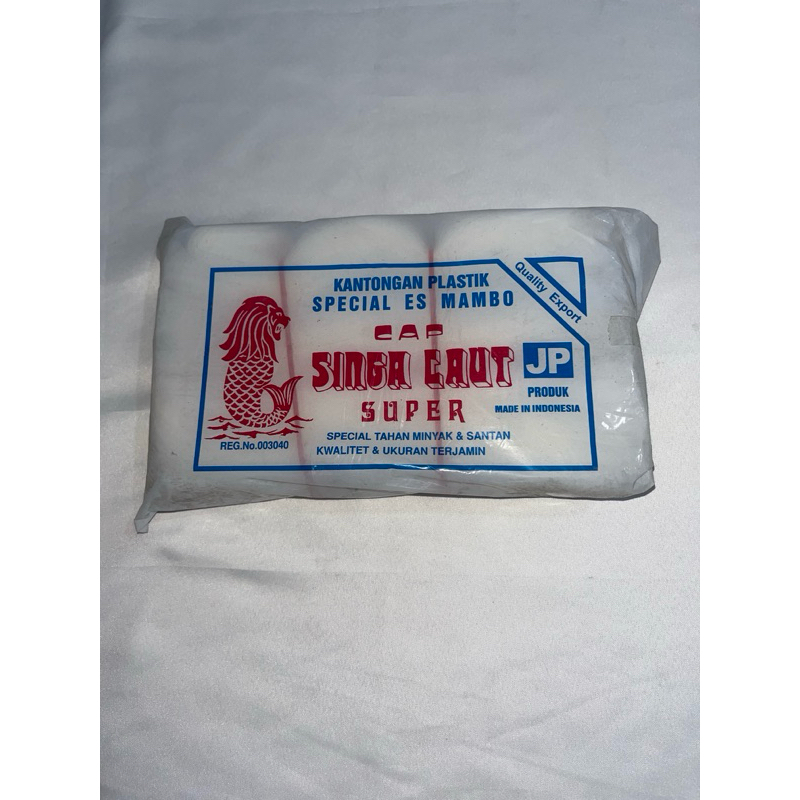 KANTONGAN PLASTIK
SPECIAL ES MAMBO
Quality Export
CAP
SINGA LAUT
SUPER
JP
PRODUK
MADE IN INDONESIA
REG.No.003040
SPECIAL TAHAN MINYAK & SANTAN
KWALITET & UKURAN TERJAMIN